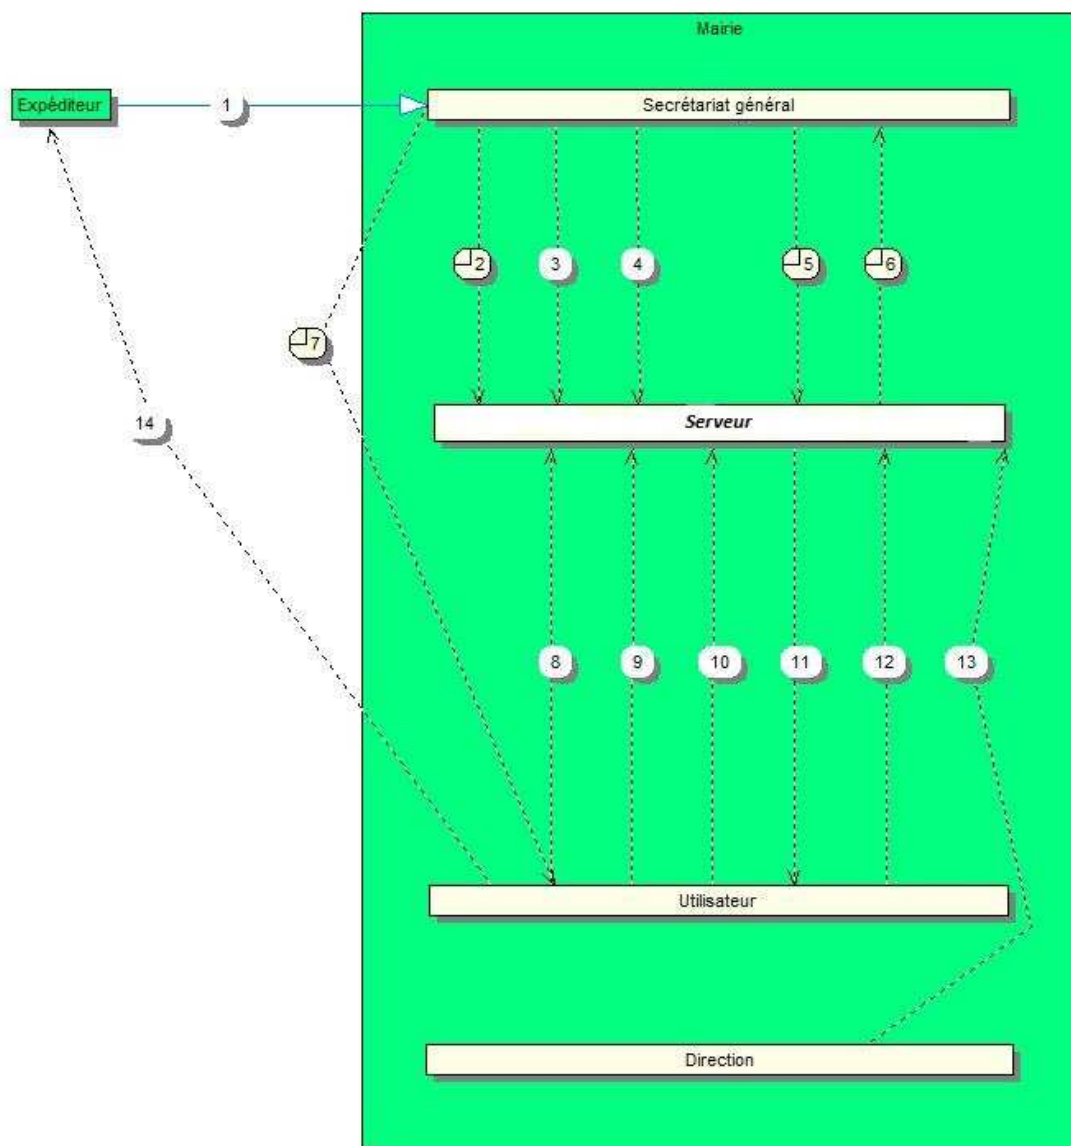 Mairie
Expéditeur
1
Secrétariat général
2
3
4
5
6
7
14
Serveur
8
9
10
11
12
13
Utilisateur
Direction